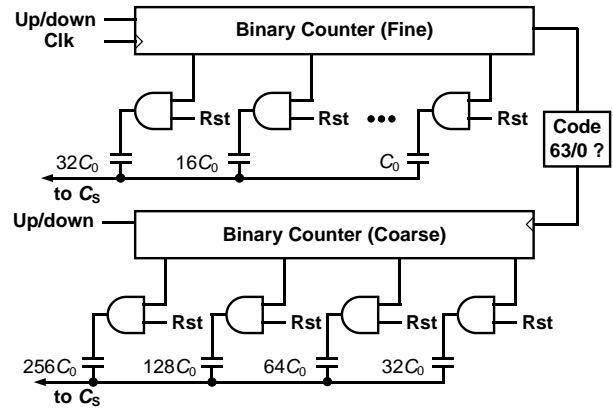 Up/down
Clk
Binary Counter (Fine)
Rst
Rst
•••
Rst
Code
63/0 ?
32C₀
16C₀
C₀
to Cₛ
Up/down
Binary Counter (Coarse)
Rst
Rst
Rst
Rst
256C₀
128C₀
64C₀
32C₀
to Cₛ